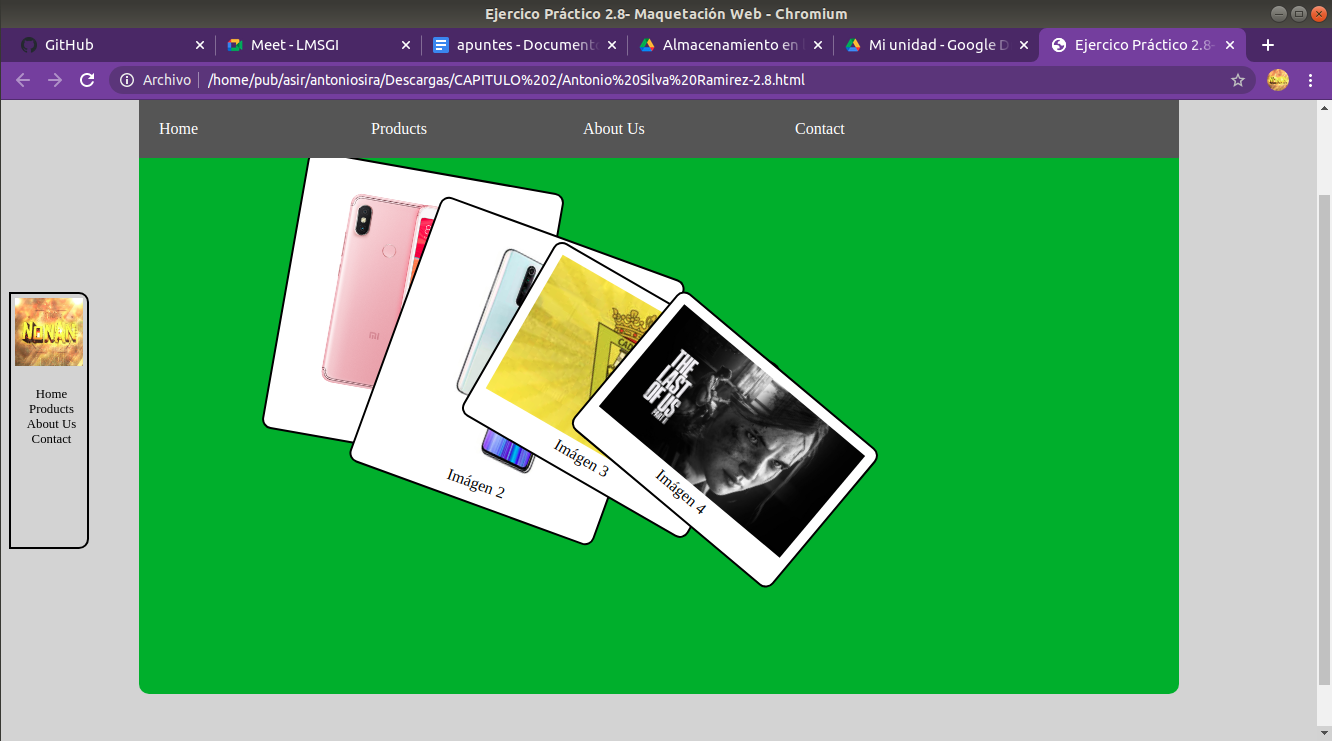 Ejercico Práctico 2.8- Maquetación Web - Chromium
GitHub
Meet - LMSGI
apuntes - Document
Almacenamiento en
Mi unidad - Google D
Ejercico Práctico 2.8-
Archivo
/home/pub/asir/antoniosira/Descargas/CAPITULO%202/Antonio%20Silva%20Ramirez-2.8.html
Home
Products
About Us
Contact
NONAN
Home
Products
About Us
Contact
mi
CAD
THE
LAST
OF US
PART II
Imágen 2
Imágen 3
Imágen 4